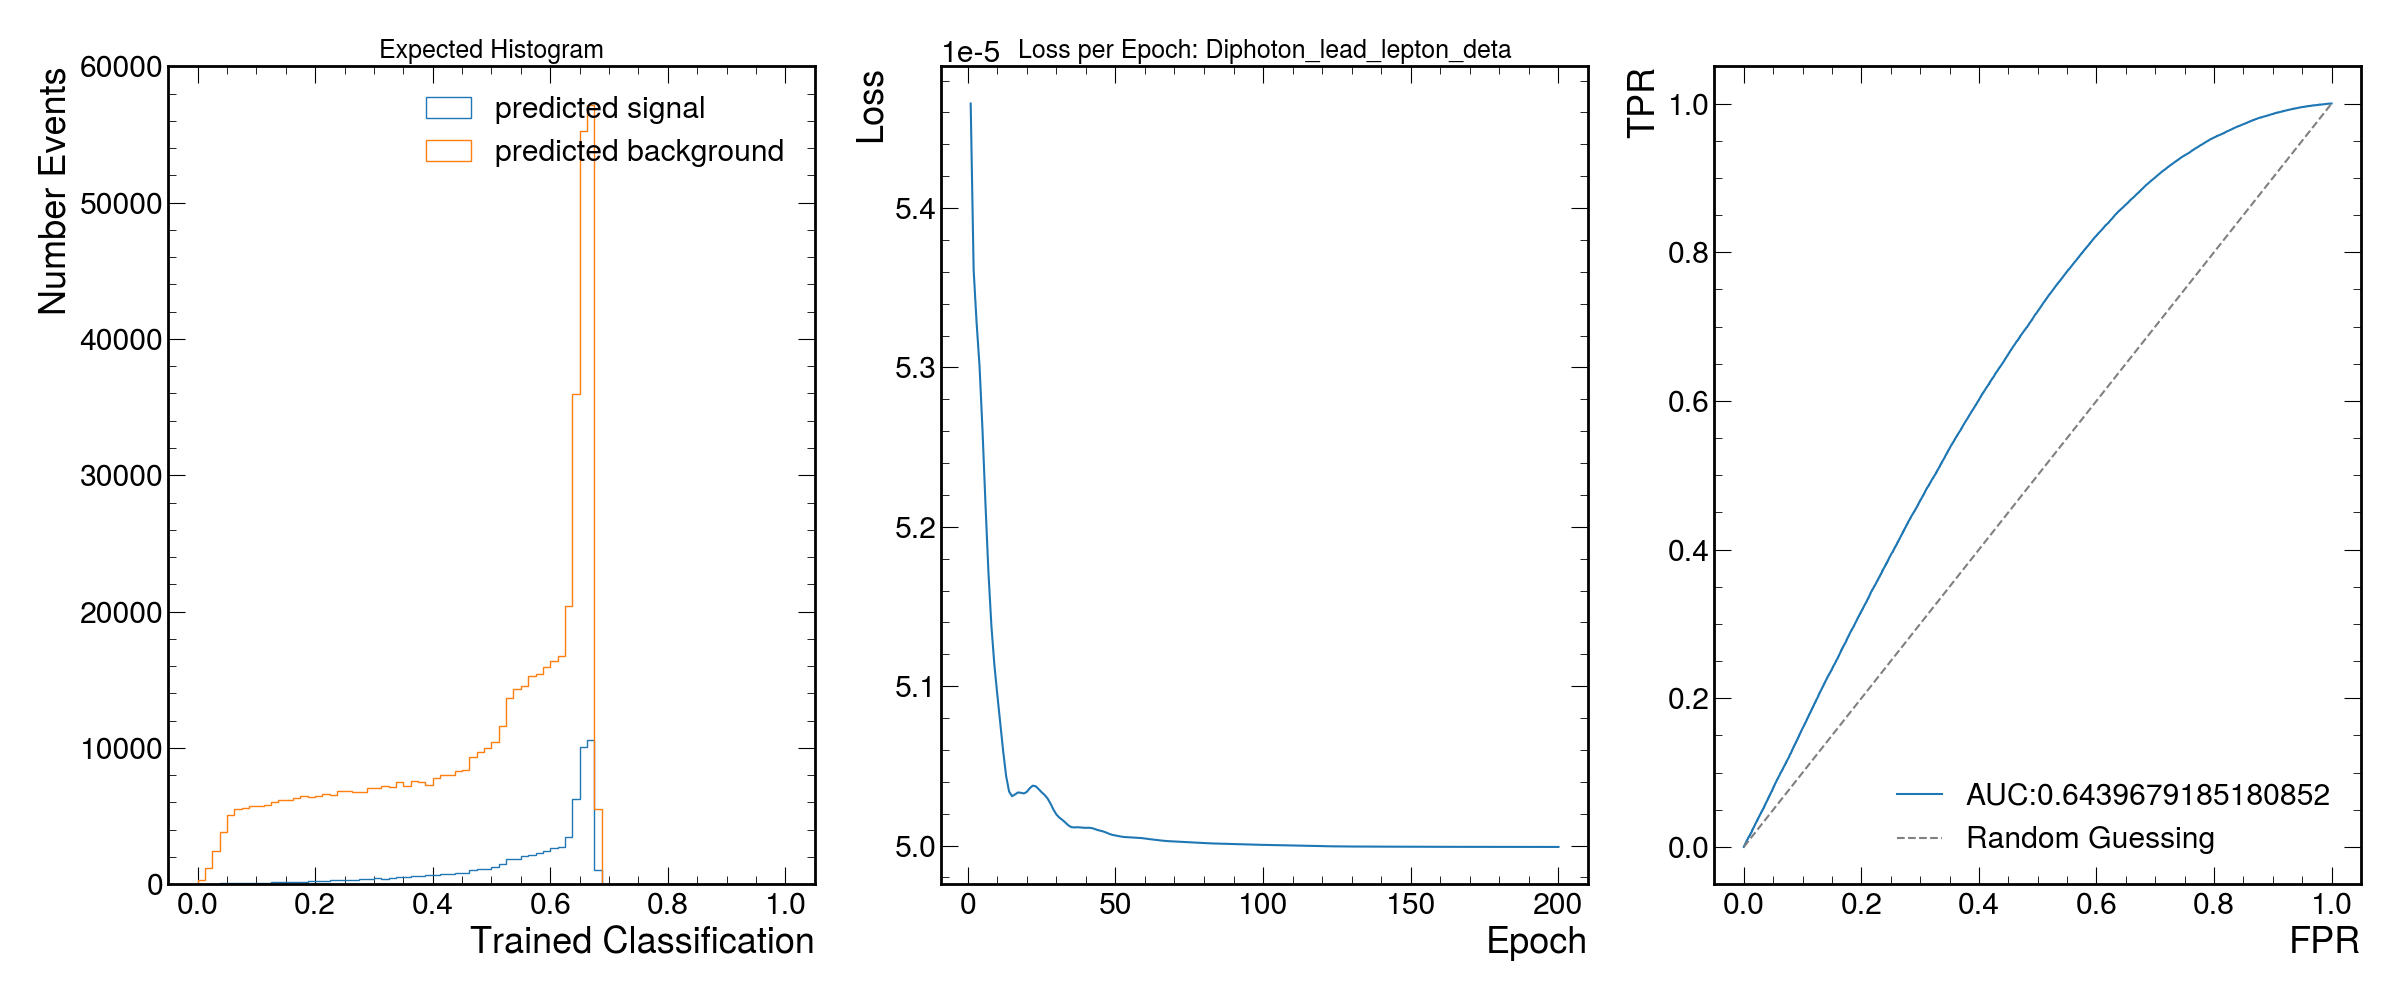 Expected Histogram
Number Events
60000
50000
40000
30000
20000
10000
0
predicted signal
predicted background
0.0 0.2 0.4 0.6 0.8 1.0
Trained Classification
1e-5
Loss per Epoch: Diphoton_lead_lepton_deta
Loss
5.4
5.3
5.2
5.1
5.0
0 50 100 150 200
Epoch
TPR
1.0
0.8
0.6
0.4
0.2
0.0
AUC:0.6439679185180852
Random Guessing
0.0 0.2 0.4 0.6 0.8 1.0
FPR